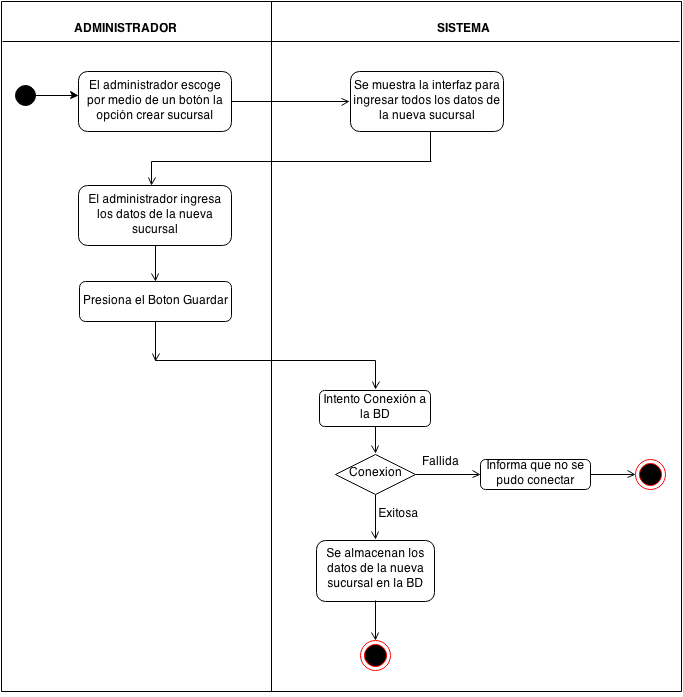 ADMINISTRADOR
SISTEMA
El administrador escoge
por medio de un botón la
opción crear sucursal
Se muestra la interfaz para
ingresar todos los datos de
la nueva sucursal
El administrador ingresa
los datos de la nueva
sucursal
Presiona el Boton Guardar
Intento Conexión a
la BD
Conexion
Fallida
Informa que no se
pudo conectar
Exitosa
Se almacenan los
datos de la nueva
sucursal en la BD